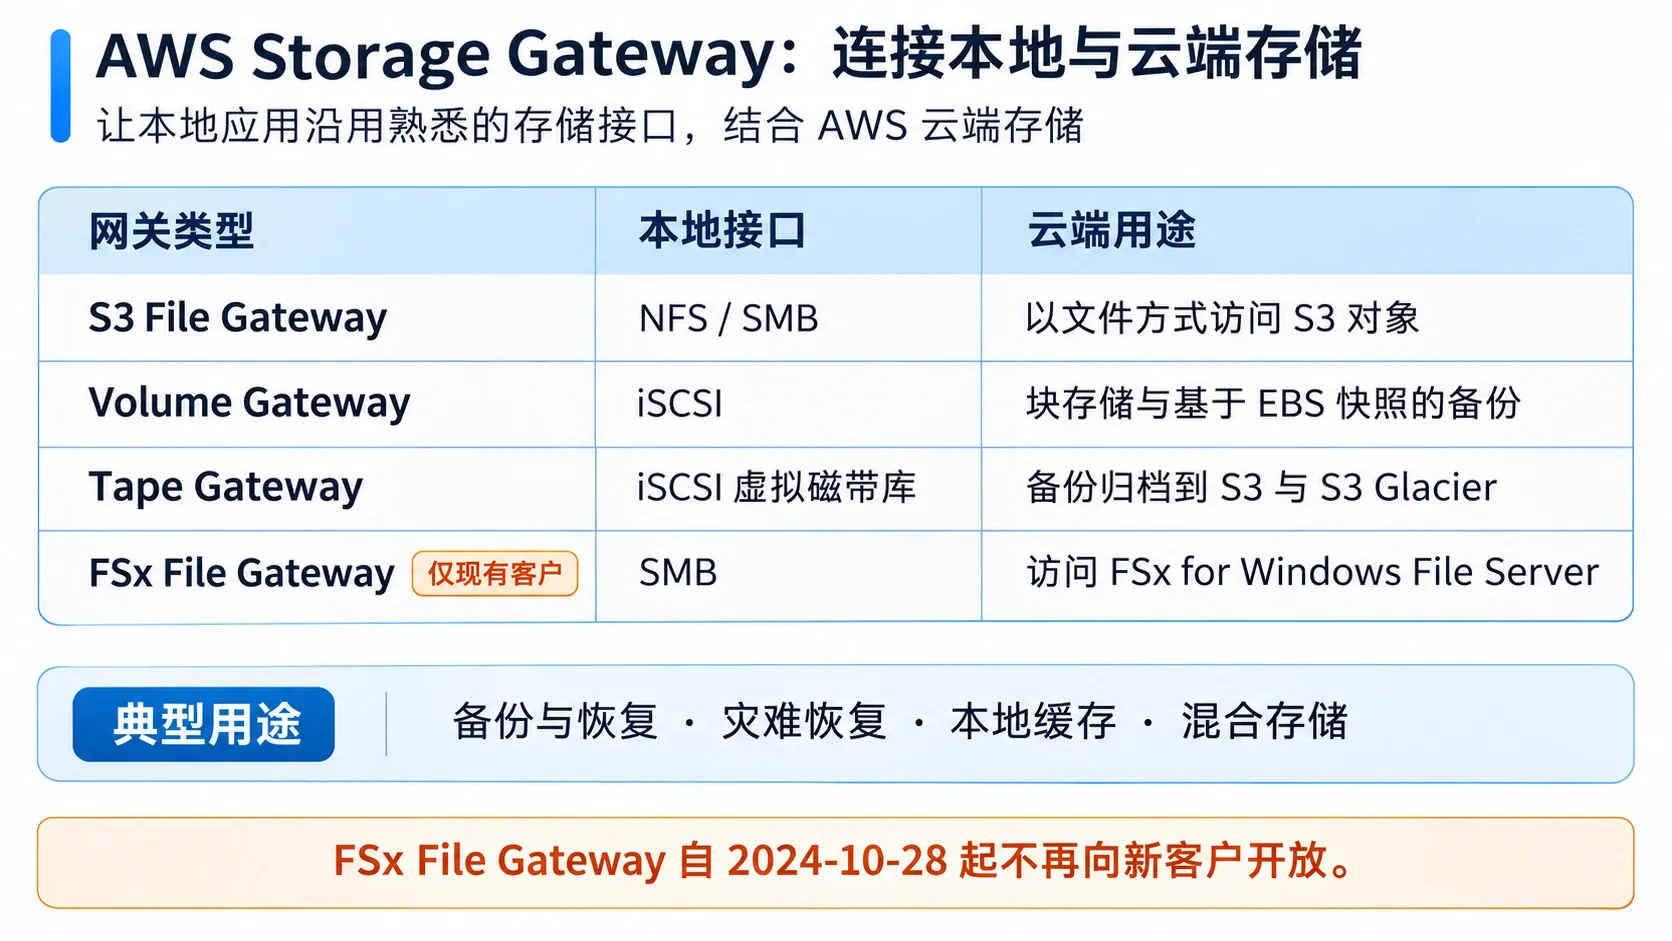 AWS Storage Gateway：连接本地与云端存储
让本地应用沿用熟悉的存储接口，结合 AWS 云端存储
网关类型 本地接口 云端用途
S3 File Gateway NFS / SMB 以文件方式访问 S3 对象
Volume Gateway iSCSI 块存储与基于 EBS 快照的备份
Tape Gateway iSCSI 虚拟磁带库 备份归档到 S3 与 S3 Glacier
FSx File Gateway 仅现有客户 SMB 访问 FSx for Windows File Server
典型用途 备份与恢复 · 灾难恢复 · 本地缓存 · 混合存储
FSx File Gateway 自 2024-10-28 起不再向新客户开放。